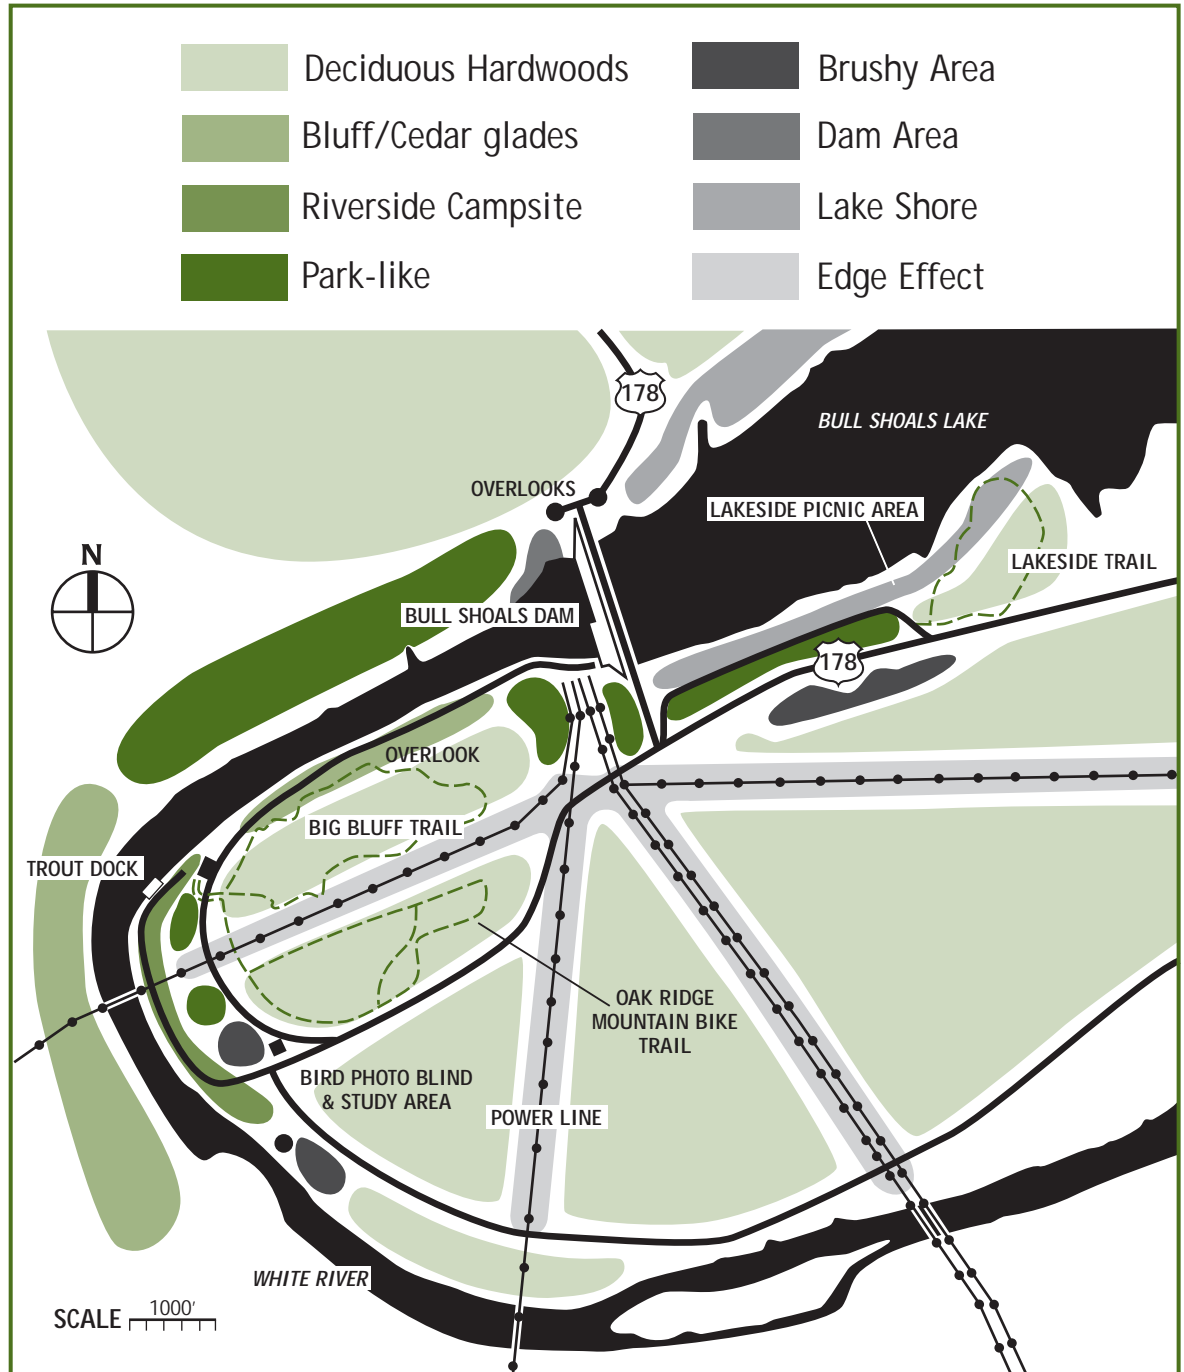 Deciduous Hardwoods
Bluff/Cedar glades
Riverside Campsite
Park-like
Brushy Area
Dam Area
Lake Shore
Edge Effect
178
BULL SHOALS LAKE
OVERLOOKS
LAKESIDE PICNIC AREA
N
LAKESIDE TRAIL
BULL SHOALS DAM
178
OVERLOOK
BIG BLUFF TRAIL
TROUT DOCK
OAK RIDGE
MOUNTAIN BIKE
TRAIL
BIRD PHOTO BLIND
& STUDY AREA
POWER LINE
WHITE RIVER
SCALE
1000'